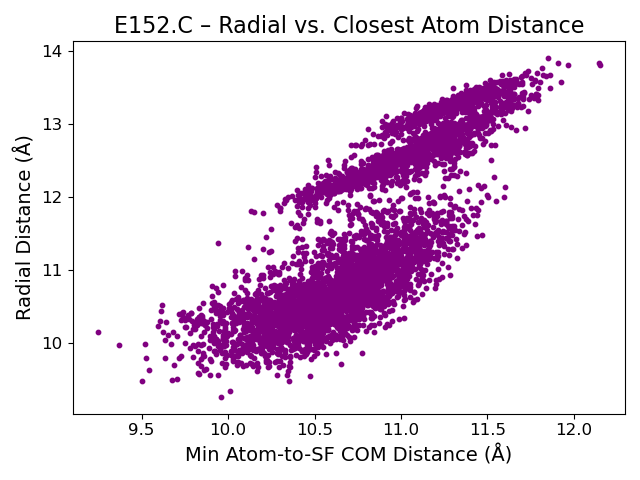 E152.C – Radial vs. Closest Atom Distance
Radial Distance (Å)
14
13
12
11
10
9.5 10.0 10.5 11.0 11.5 12.0
Min Atom-to-SF COM Distance (Å)